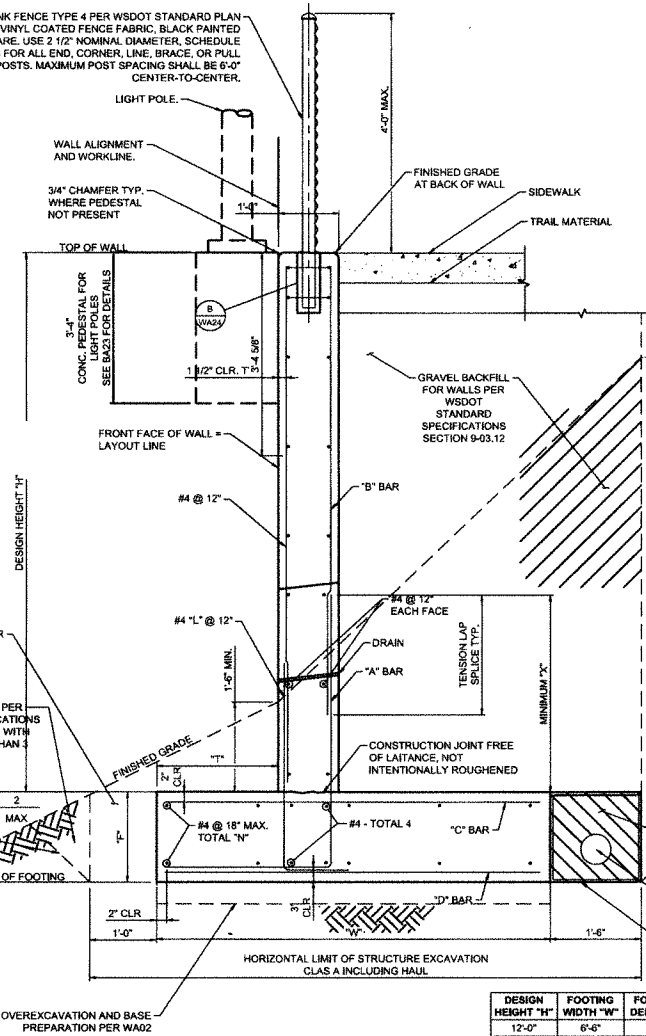 NK FENCE TYPE 4 PER WSDOT STANDARD PLAN
VINYL COATED FENCE FABRIC, BLACK PAINTED
ARE. USE 2 1/2" NOMINAL DIAMETER, SCHEDULE
FOR ALL END, CORNER, LINE, BRACE, OR PULL
POSTS. MAXIMUM POST SPACING SHALL BE 6'-0"
CENTER-TO-CENTER.
LIGHT POLE.
4'-0" MAX.
WALL ALIGNMENT
AND WORKLINE.
FINISHED GRADE
AT BACK OF WALL
3/4" CHAMFER TYP.
WHERE PEDESTAL
NOT PRESENT
SIDEWALK
1'-0"
TRAIL MATERIAL
TOP OF WALL
B
WA24
3'-4"
CONC. PEDESTAL FOR
LIGHT POLES
SEE BA23 FOR DETAILS
3'-4 5/8"
1 1/2" CLR. T
GRAVEL BACKFILL
FOR WALLS PER
WSDOT
STANDARD
SPECIFICATIONS
SECTION 9-03.12
FRONT FACE OF WALL =
LAYOUT LINE
"B" BAR
#4 @ 12"
DESIGN HEIGHT "H"
#4 @ 12"
EACH FACE
#4 "L" @ 12"
DRAIN
"A" BAR
TENSION LAP
SPLICE TYP.
1'-6" MIN.
MINIMUM "X"
R
PER
CATIONS
WITH
HAN 3
FINISHED GRADE
"T"
2"
CLR
CONSTRUCTION JOINT FREE
OF LAITANCE, NOT
INTENTIONALLY ROUGHENED
2
MAX
"F"
#4 @ 18" MAX.
TOTAL "N"
#4 - TOTAL 4
"C" BAR
OF FOOTING
"D" BAR
2" CLR
3"
CLR
1'-0"
"W"
1'-6"
HORIZONTAL LIMIT OF STRUCTURE EXCAVATION
CLAS A INCLUDING HAUL
OVEREXCAVATION AND BASE
PREPARATION PER WA02
DESIGN HEIGHT "H" FOOTING WIDTH "W" FO DE
12'-0" 6'-6"